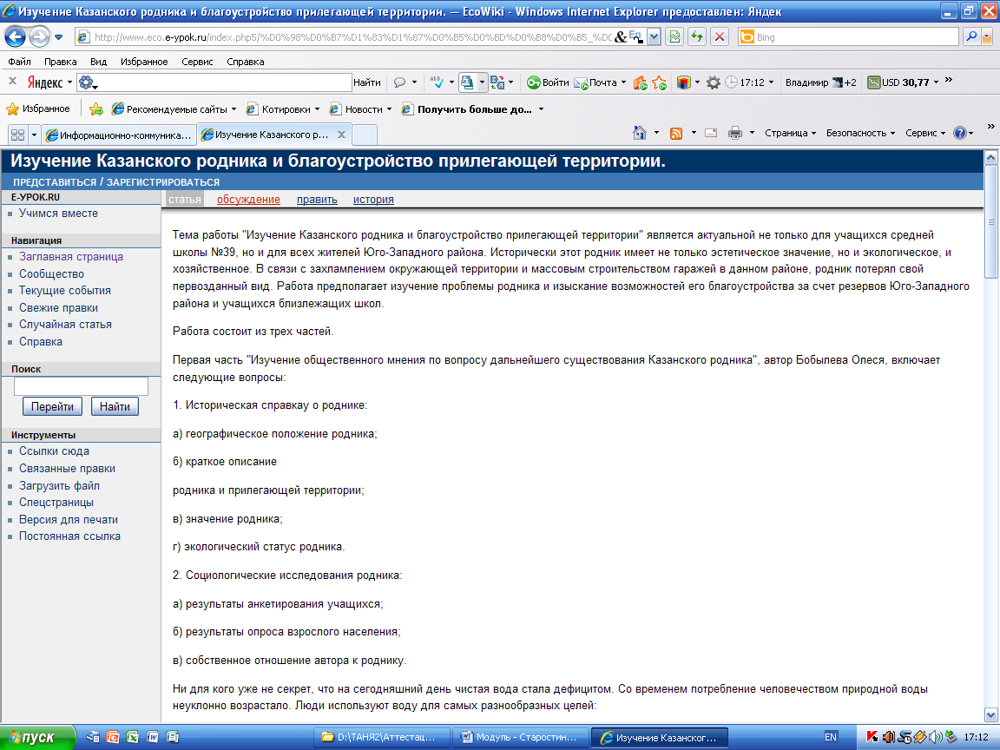 Изучение Казанского родника и благоустройство прилегающей территории. — EcoWiki - Windows Internet Explorer предоставлен: Яндек
http://www.eco.e-ypok.ru/index.php5/%D0%98%D0%B7%D1%83%D1%87%D0%B5%D0%BD%D0%B8%D0%B5_%DC
Bing
Файл Правка Вид Избранное Сервис Справка
Яндекс Найти Войти Почта 17:12 Владимир +2 USD 30,77 »
Избранное Рекомендуемые сайты Котировки Новости Получить больше до...
Информационно-коммуника... Изучение Казанского р... Страница Безопасность Сервис »
Изучение Казанского родника и благоустройство прилегающей территории.
ПРЕДСТАВИТЬСЯ / ЗАРЕГИСТРИРОВАТЬСЯ
E-УРОК.RU
Учимся вместе
Навигация
Заглавная страница
Сообщество
Текущие события
Свежие правки
Случайная статья
Справка
Поиск
Перейти Найти
Инструменты
Ссылки сюда
Связанные правки
Загрузить файл
Спецстраницы
Версия для печати
Постоянная ссылка
статья обсуждение править история
Тема работы "Изучение Казанского родника и благоустройство прилегающей территории" является актуальной не только для учащихся средней
школы №39, но и для всех жителей Юго-Западного района. Исторически этот родник имеет не только эстетическое значение, но и экологическое, и
хозяйственное. В связи с захламлением окружающей территории и массовым строительством гаражей в данном районе, родник потерял свой
первозданный вид. Работа предполагает изучение проблемы родника и изыскание возможностей его благоустройства за счет резервов Юго-Западного
района и учащихся близлежащих школ.
Работа состоит из трех частей.
Первая часть "Изучение общественного мнения по вопросу дальнейшего существования Казанского родника", автор Бобылева Олеся, включает
следующие вопросы:
1. Историческая справкау о роднике:
а) географическое положение родника;
б) краткое описание
родника и прилегающей территории;
в) значение родника;
г) экологический статус родника.
2. Социологические исследования родника:
а) результаты анкетирования учащихся;
б) результаты опроса взрослого населения;
в) собственное отношение автора к роднику.
Ни для кого уже не секрет, что на сегодняшний день чистая вода стала дефицитом. Со временем потребление человечеством природной воды
неуклонно возрастало. Люди используют воду для самых разнообразных целей:
пуск D:\ТАНЯ2\Аттестац... Модуль - Старостин... Изучение Казанског... EN 17:12